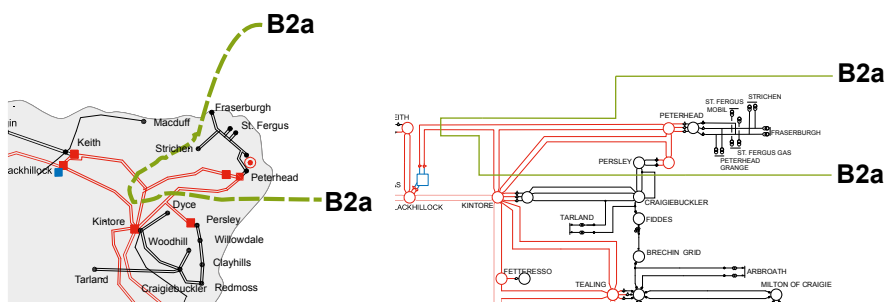 B2a
Fraserburgh
Macduff
St. Fergus
in
Keith
Strichen
ackhillock
Peterhead
B2a
Dyce
Kintore
Persley
Woodhill
Willowdale
Clayhills
Tarland
Craigiebuckler
Redmoss
B2a
ST. FERGUS
MOBIL
STRICHEN
EITH
PETERHEAD
FRASERBURGH
ST. FERGUS GAS
PERSLEY
PETERHEAD
GRANGE
B2a
S
LACKHILLOCK
KINTORE
CRAIGIEBUCKLER
TARLAND
FIDDES
BRECHIN GRID
FETTERESSO
ARBROATH
TEALING
MILTON OF CRAIGIE